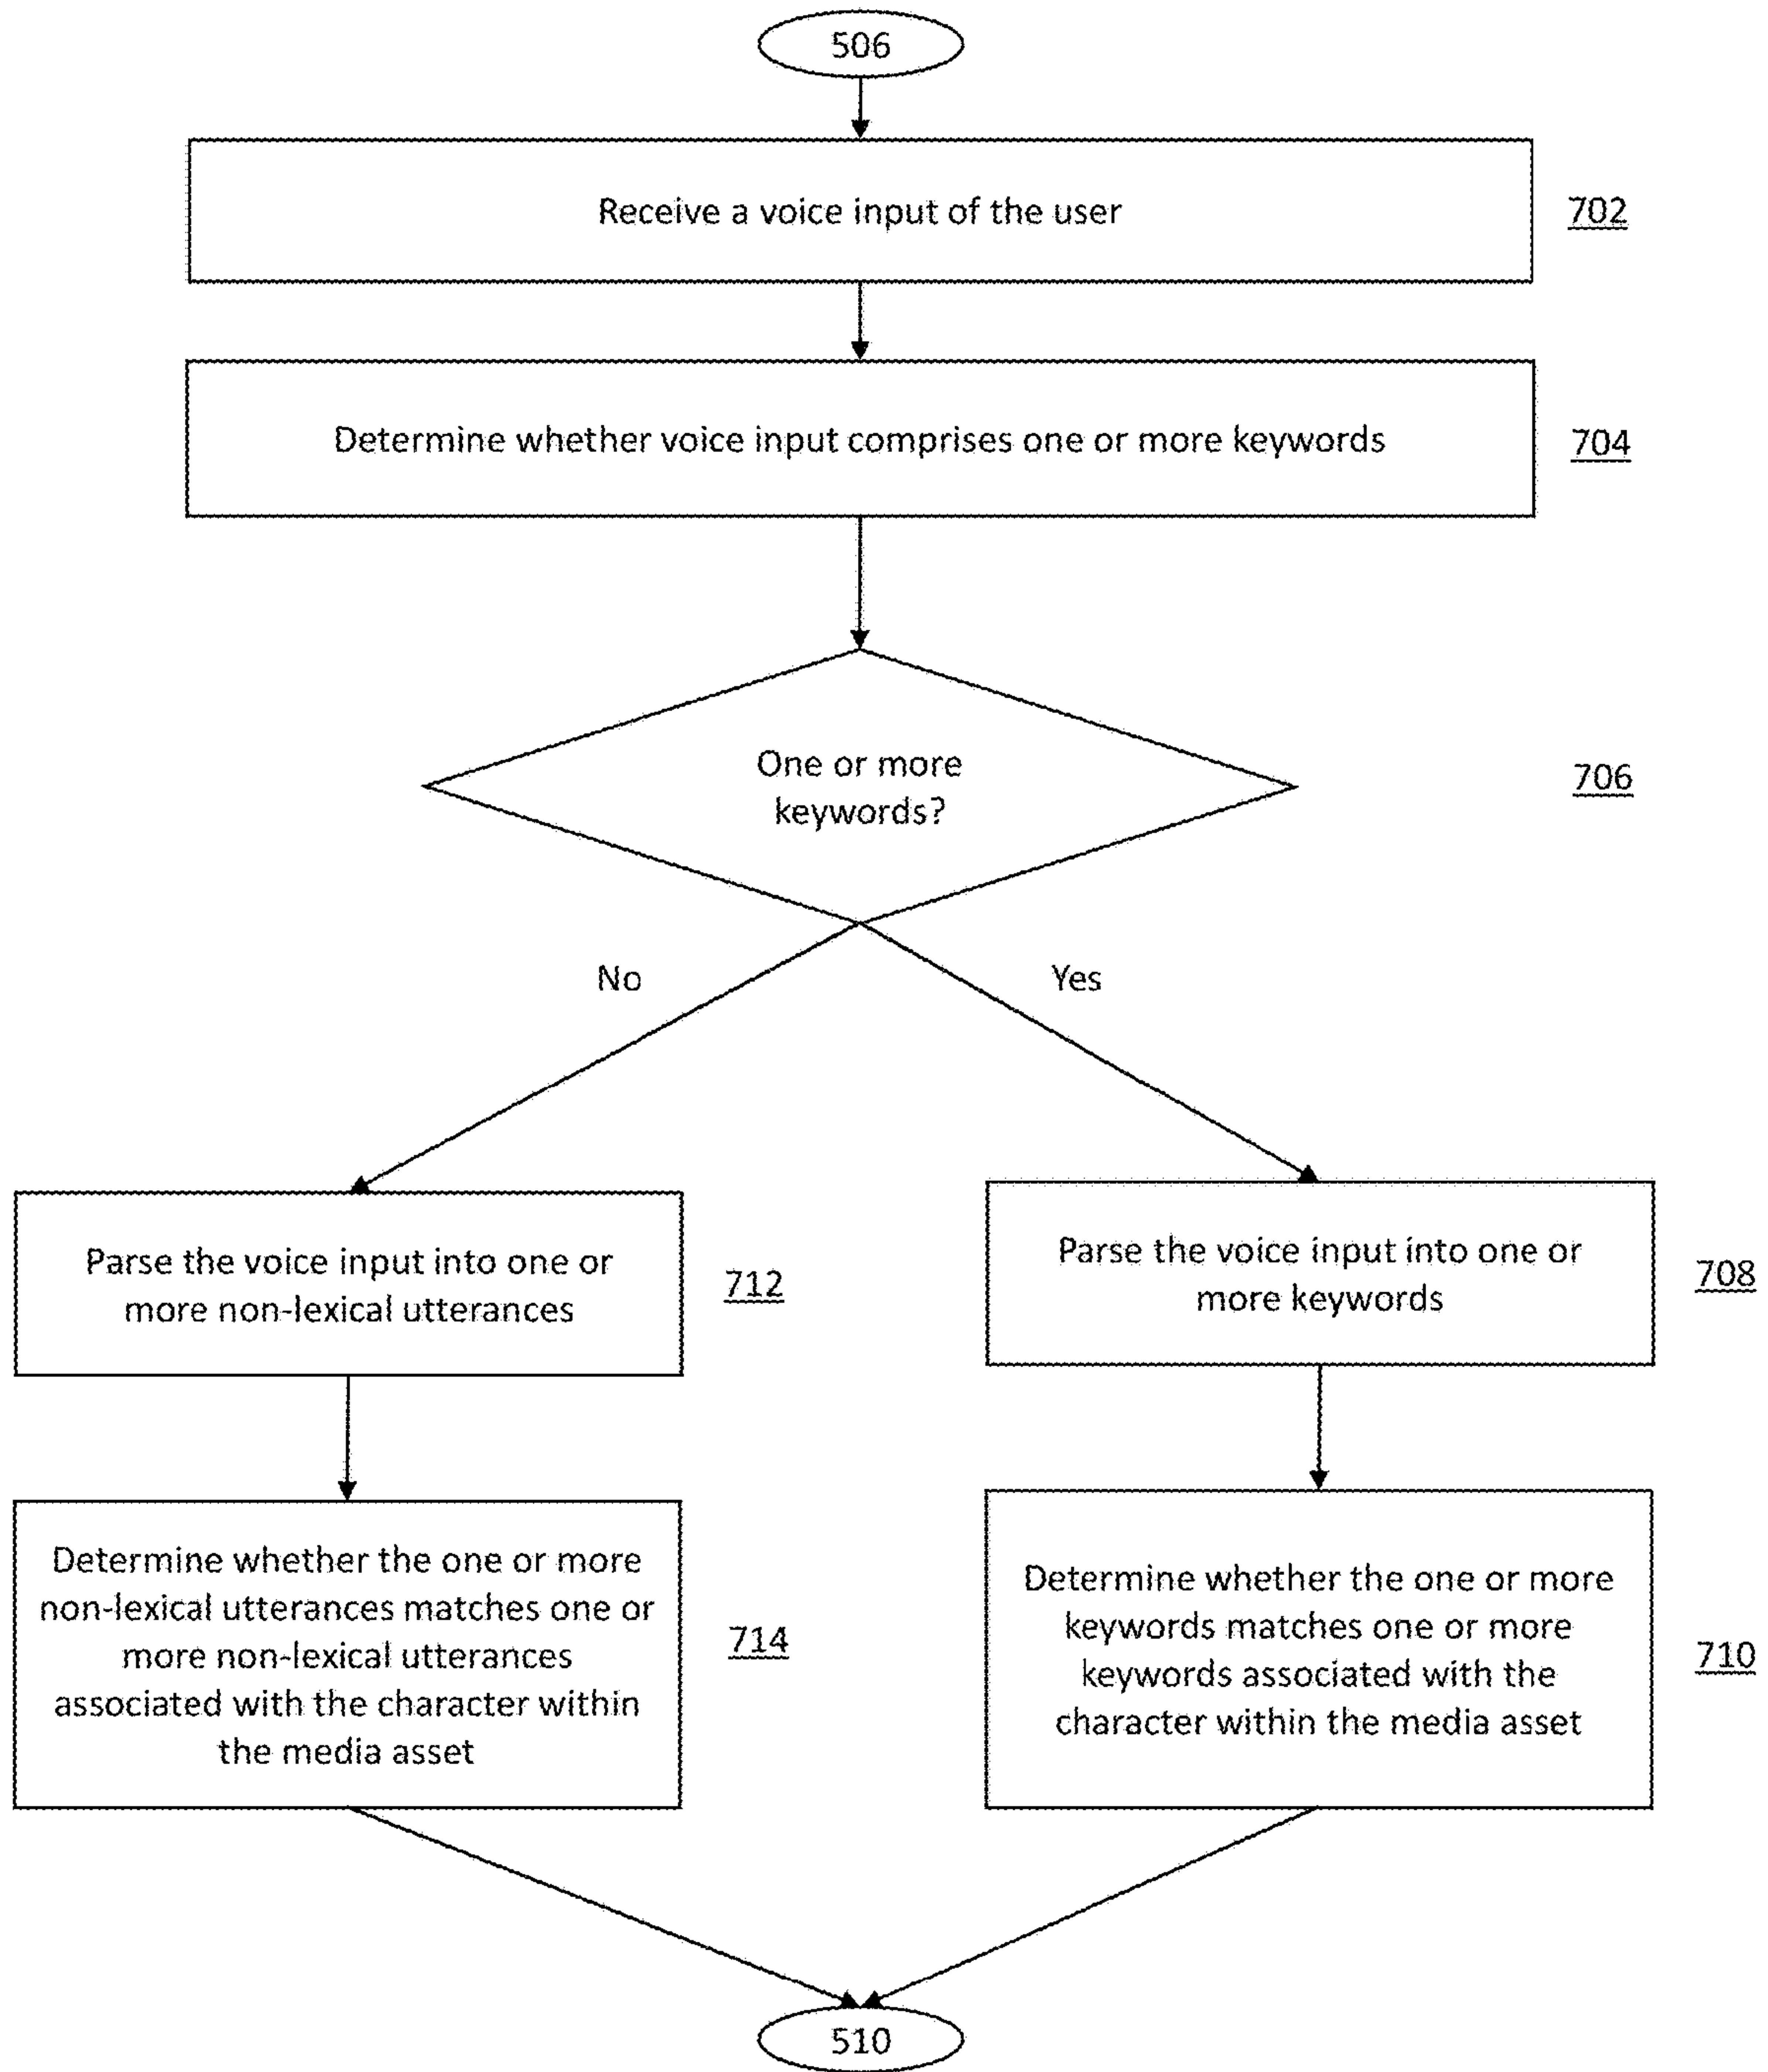 506
Receive a voice input of the user
702
Determine whether voice input comprises one or more keywords
704
One or more
keywords?
706
No
Yes
Parse the voice input into one or
more non-lexical utterances
712
Parse the voice input into one or
more keywords
708
Determine whether the one or more
non-lexical utterances matches one or
more non-lexical utterances
associated with the character within
the media asset
714
Determine whether the one or more
keywords matches one or more
keywords associated with the
character within the media asset
710
510